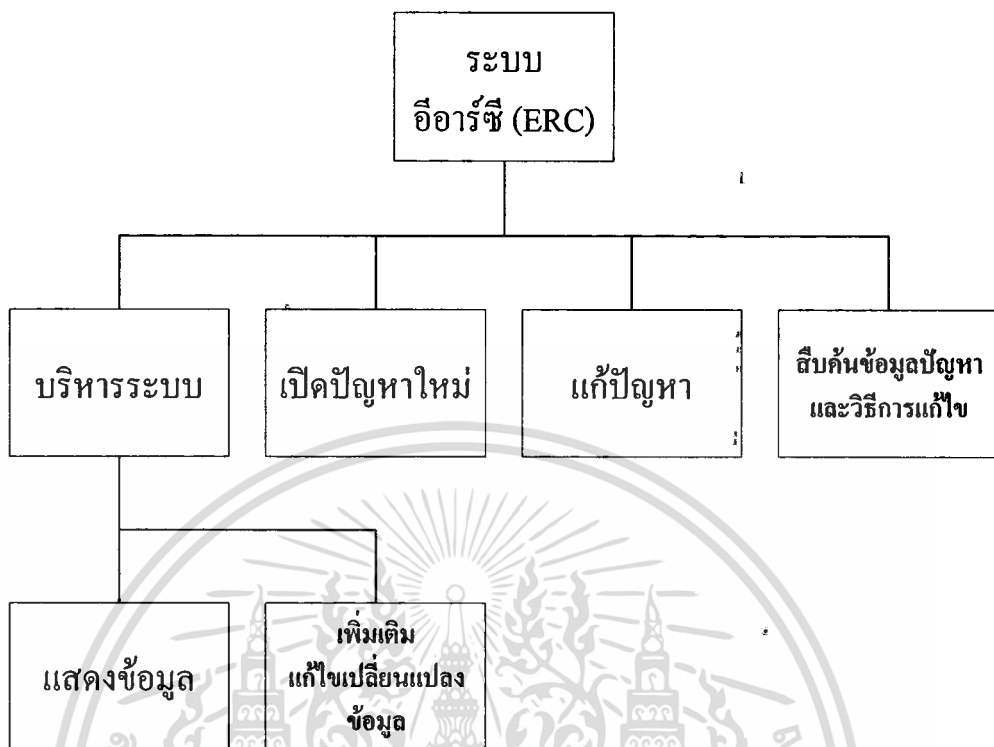 ระบบ
อีอาร์ซี (ERC)
บริหารระบบ
เปิดปัญหาใหม่
แก้ปัญหา
สืบค้นข้อมูลปัญหา
และวิธีการแก้ไข
แสดงข้อมูล
เพิ่มเติม
แก้ไขเปลี่ยนแปลง
ข้อมูล